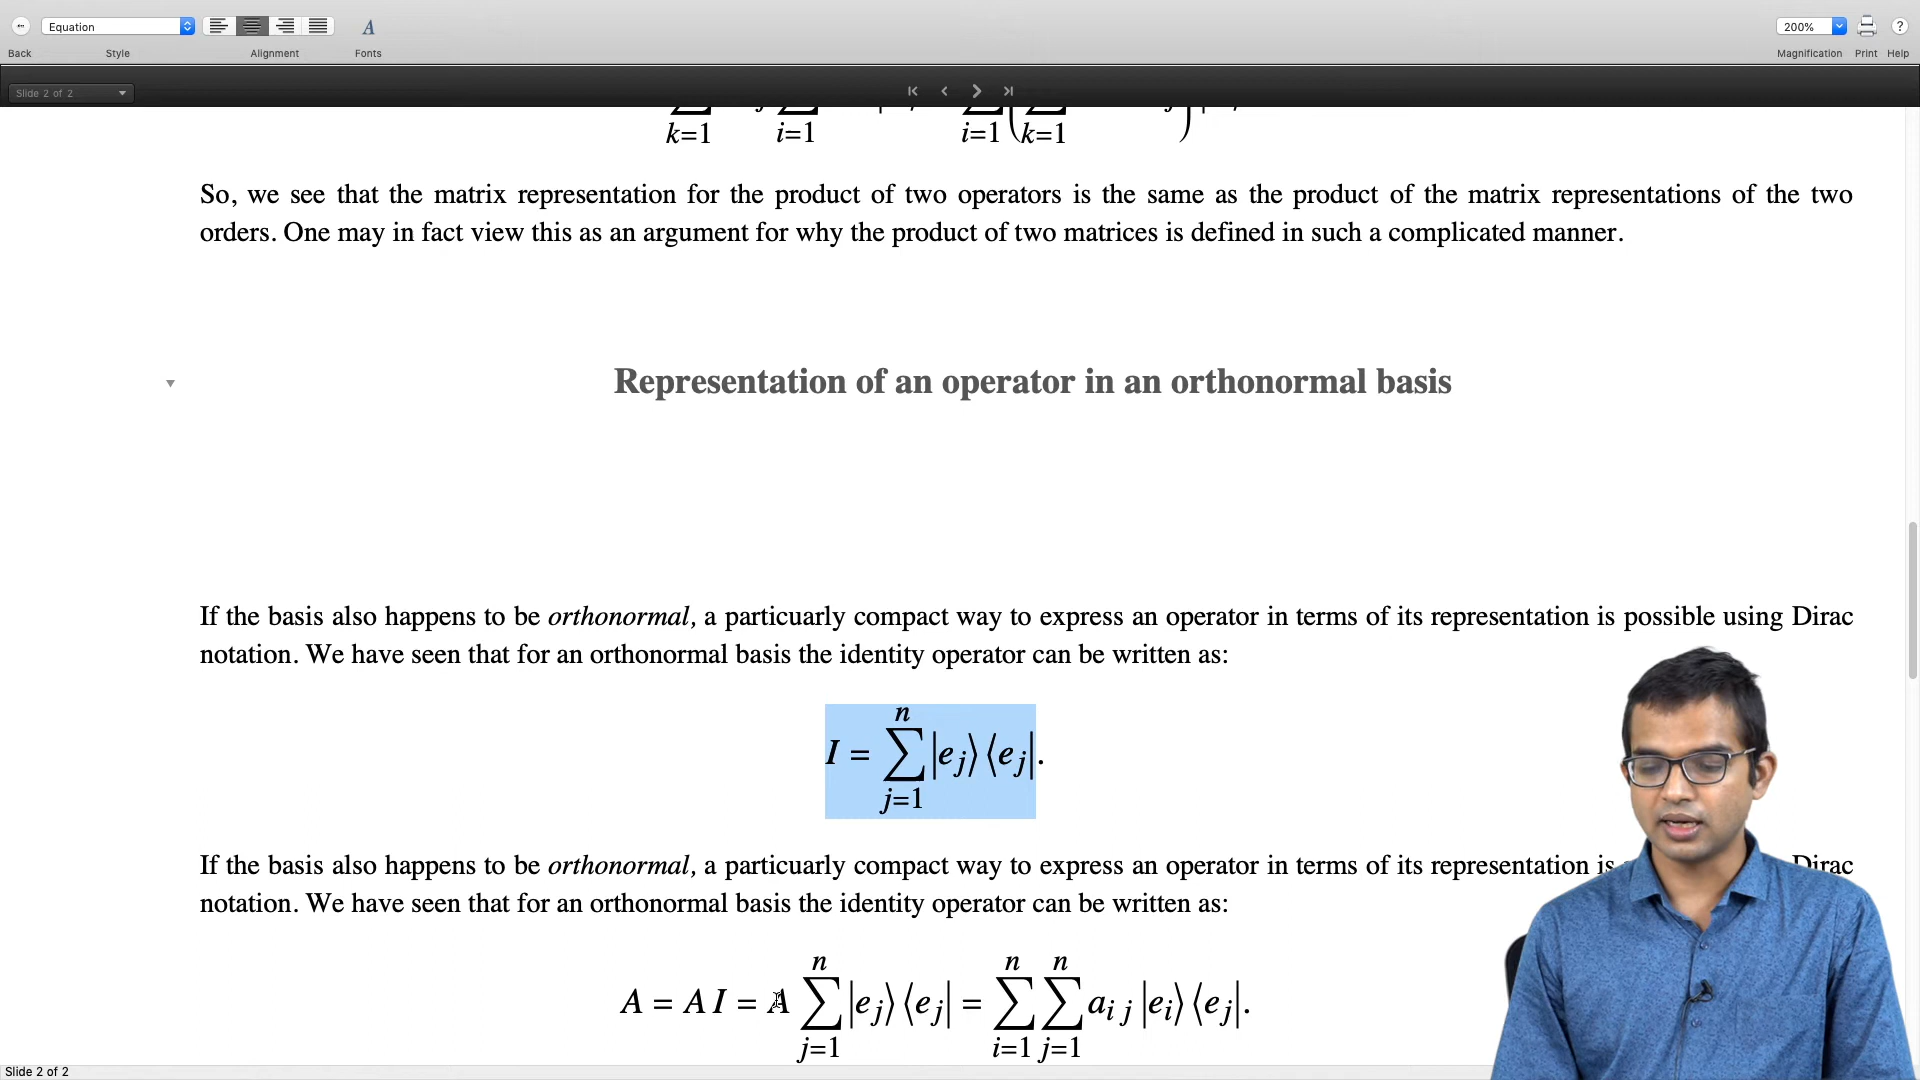 Equation
200%
Back Style Alignment Fonts Magnification Print Help
Slide 2 of 2
k=1 i=1 i=1 k=1
So, we see that the matrix representation for the product of two operators is the same as the product of the matrix representations of the two
orders. One may in fact view this as an argument for why the product of two matrices is defined in such a complicated manner.
Representation of an operator in an orthonormal basis
If the basis also happens to be orthonormal, a particuarly compact way to express an operator in terms of its representation is possible using Dirac
notation. We have seen that for an orthonormal basis the identity operator can be written as:
I = ∑_{j=1}^{n} |e_j⟩ ⟨e_j|.
If the basis also happens to be orthonormal, a particuarly compact way to express an operator in terms of its representation is Dirac
notation. We have seen that for an orthonormal basis the identity operator can be written as:
A = A I = A ∑_{j=1}^{n} |e_j⟩ ⟨e_j| = ∑_{i=1}^{n} ∑_{j=1}^{n} a_{i j} |e_i⟩ ⟨e_j|.
Slide 2 of 2